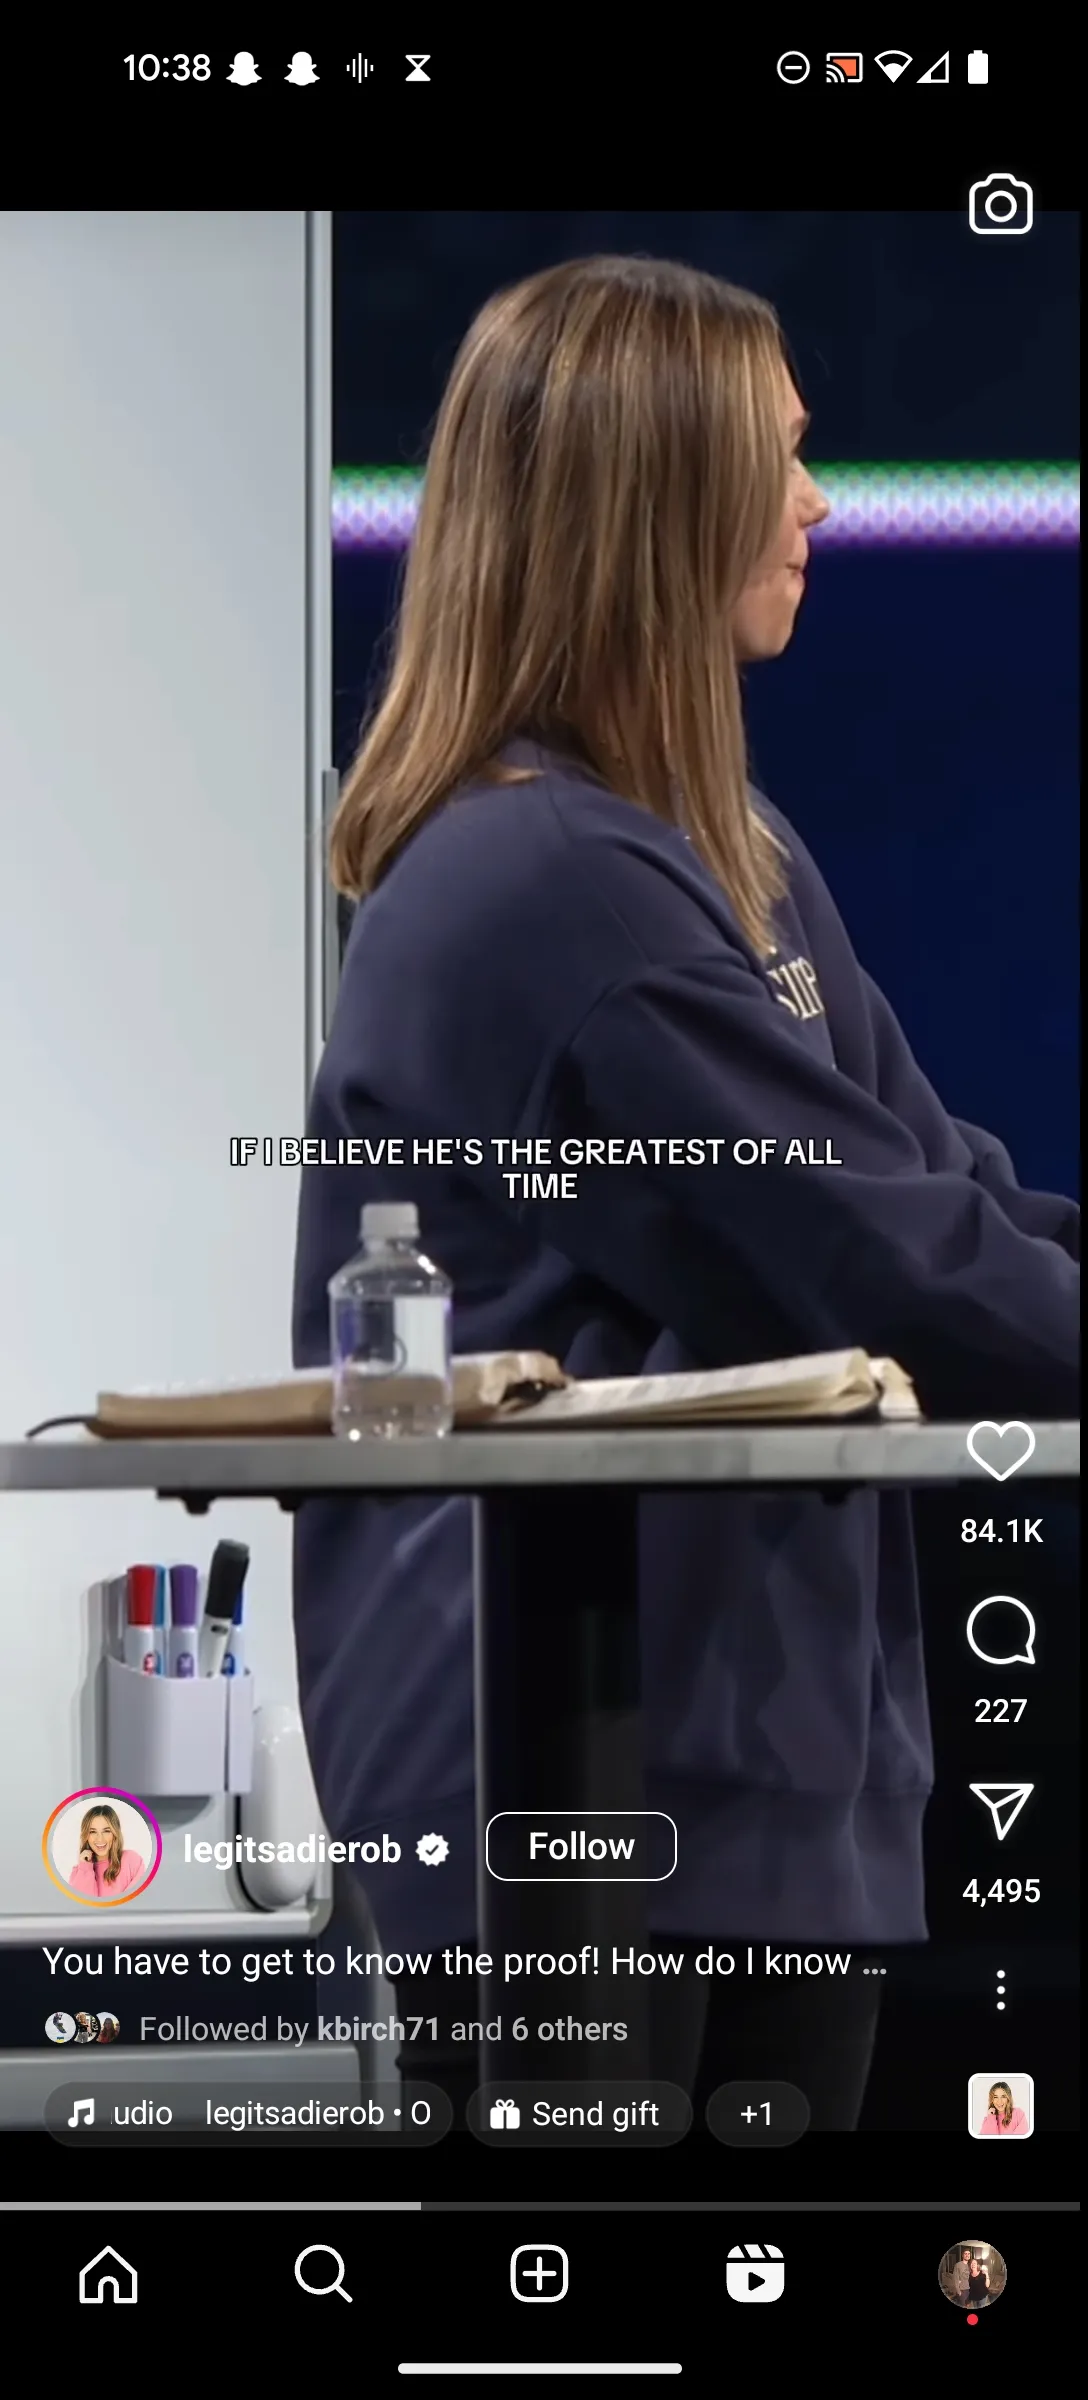 10:38
IF I BELIEVE HE'S THE GREATEST OF ALL
TIME
84.1K
227
4,495
legitsadierob
Follow
You have to get to know the proof! How do I know ...
Followed by kbirch71 and 6 others
udio legitsadierob • O
Send gift
+1